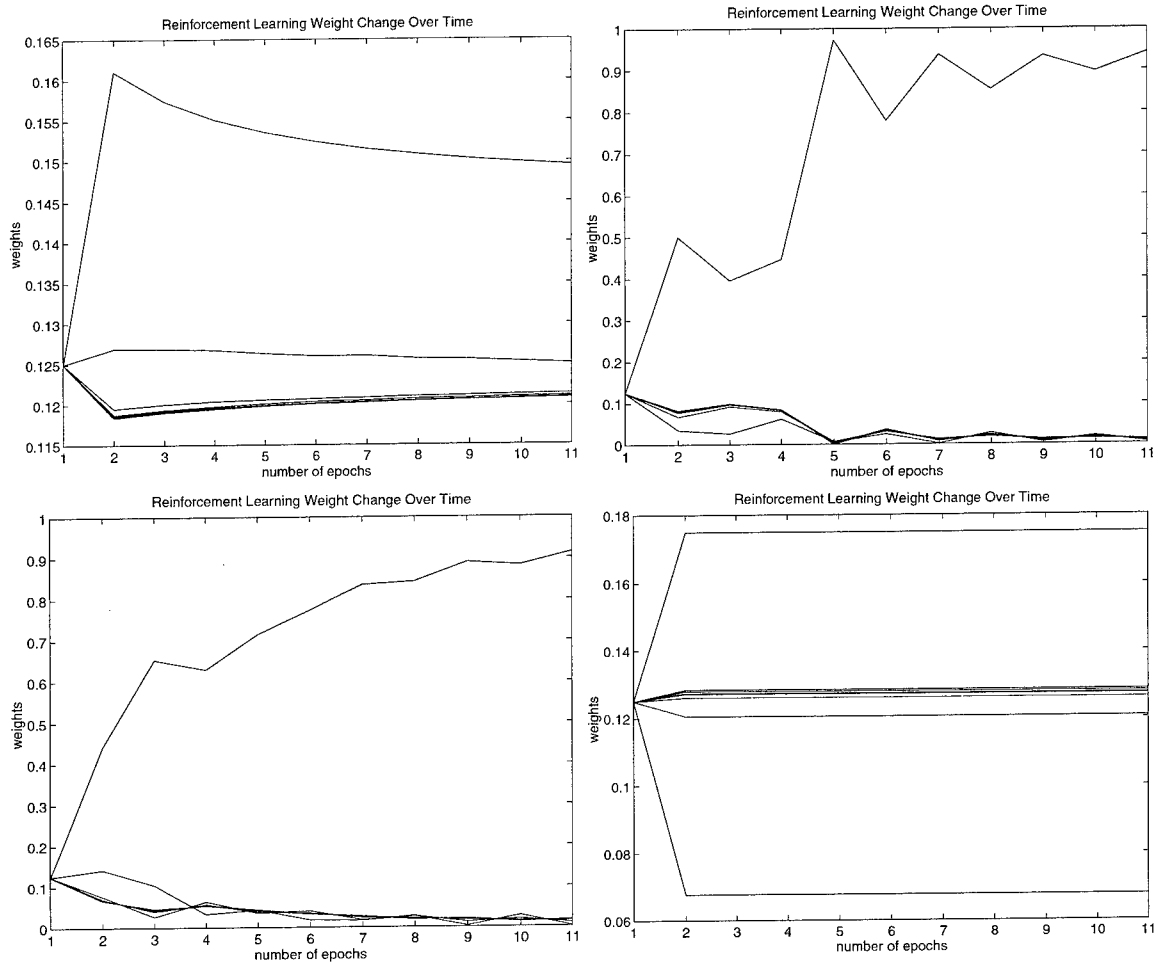 Reinforcement Learning Weight Change Over Time
0.165
0.16
0.155
0.15
0.145
0.14
0.135
0.13
0.125
0.12
0.115
weights
1 2 3 4 5 6 7 8 9 10 11
number of epochs
Reinforcement Learning Weight Change Over Time
1
0.9
0.8
0.7
0.6
0.5
0.4
0.3
0.2
0.1
0
weights
1 2 3 4 5 6 7 8 9 10 11
number of epochs
Reinforcement Learning Weight Change Over Time
1
0.9
0.8
0.7
0.6
0.5
0.4
0.3
0.2
0.1
0
weights
1 2 3 4 5 6 7 8 9 10 11
number of epochs
Reinforcement Learning Weight Change Over Time
0.18
0.16
0.14
0.12
0.1
0.08
0.06
weights
1 2 3 4 5 6 7 8 9 10 11
number of epochs